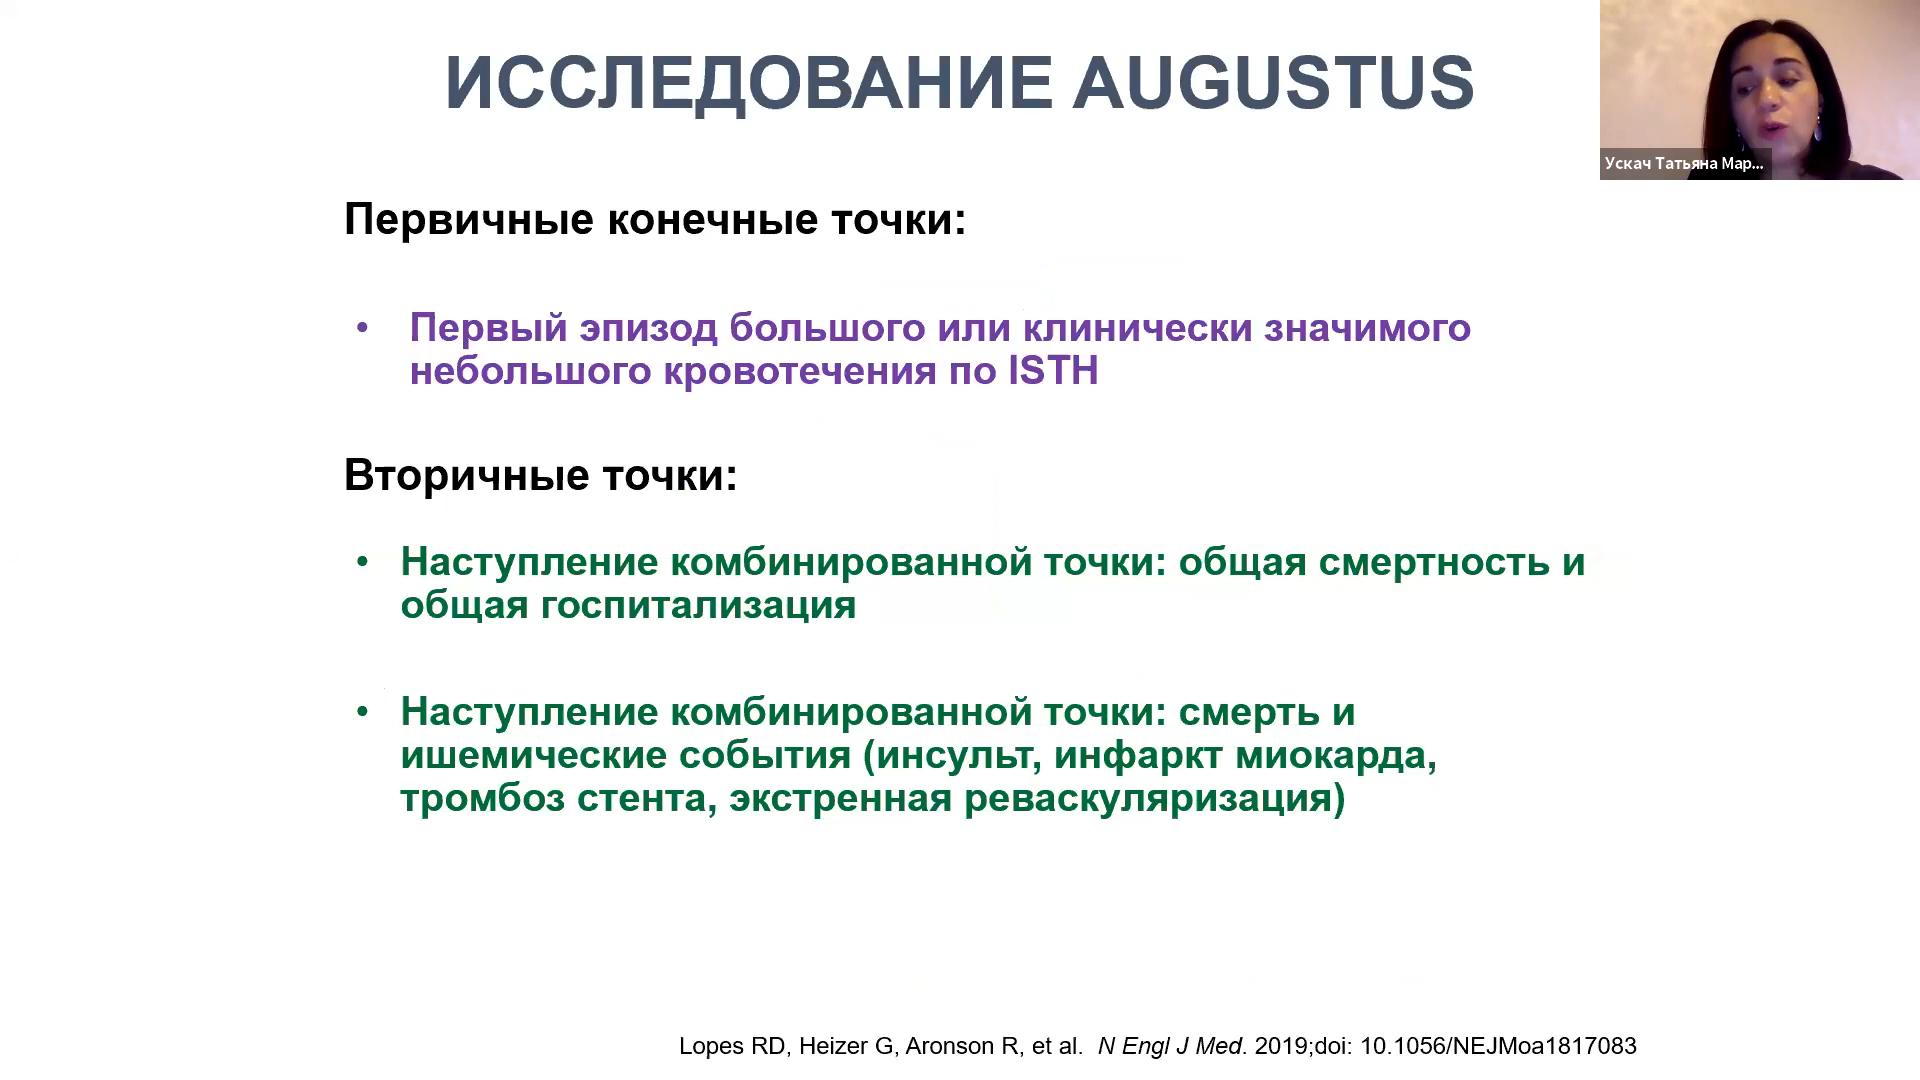 ИССЛЕДОВАНИЕ AUGUSTUS
Ускач Татьяна Мар...
Первичные конечные точки:
• Первый эпизод большого или клинически значимого
небольшого кровотечения по ISTH
Вторичные точки:
• Наступление комбинированной точки: общая смертность и
общая госпитализация
• Наступление комбинированной точки: смерть и
ишемические события (инсульт, инфаркт миокарда,
тромбоз стента, экстренная реваскуляризация)
Lopes RD, Heizer G, Aronson R, et al. N Engl J Med. 2019;doi: 10.1056/NEJMoa1817083